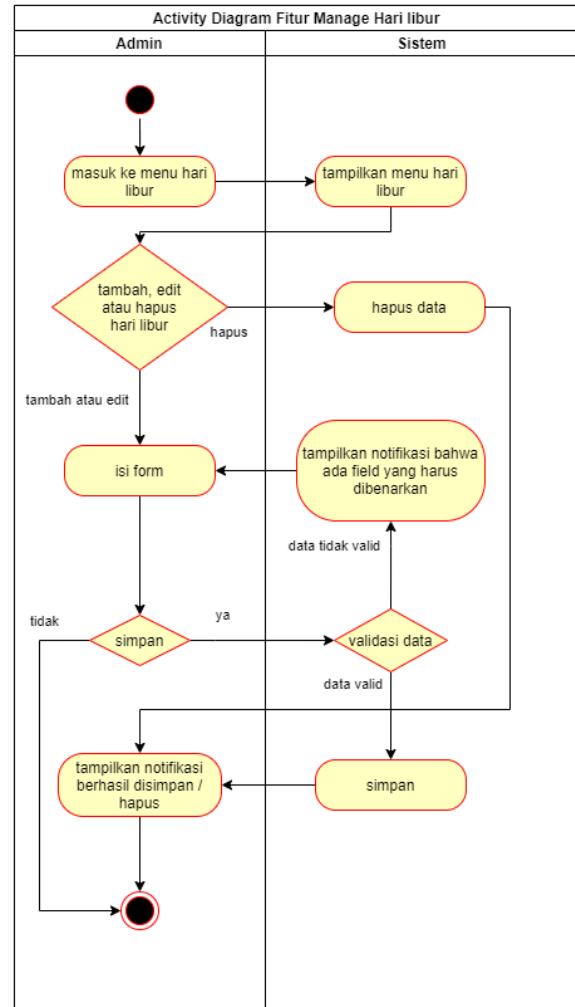 Activity Diagram Fitur Manage Hari libur
Admin
Sistem
masuk ke menu hari
libur
tampilkan menu hari
libur
tambah, edit
atau hapus
hari libur
hapus
hapus data
tambah atau edit
isi form
tampilkan notifikasi bahwa
ada field yang harus
dibenarkan
data tidak valid
tidak
simpan
ya
validasi data
data valid
tampilkan notifikasi
berhasil disimpan /
hapus
simpan